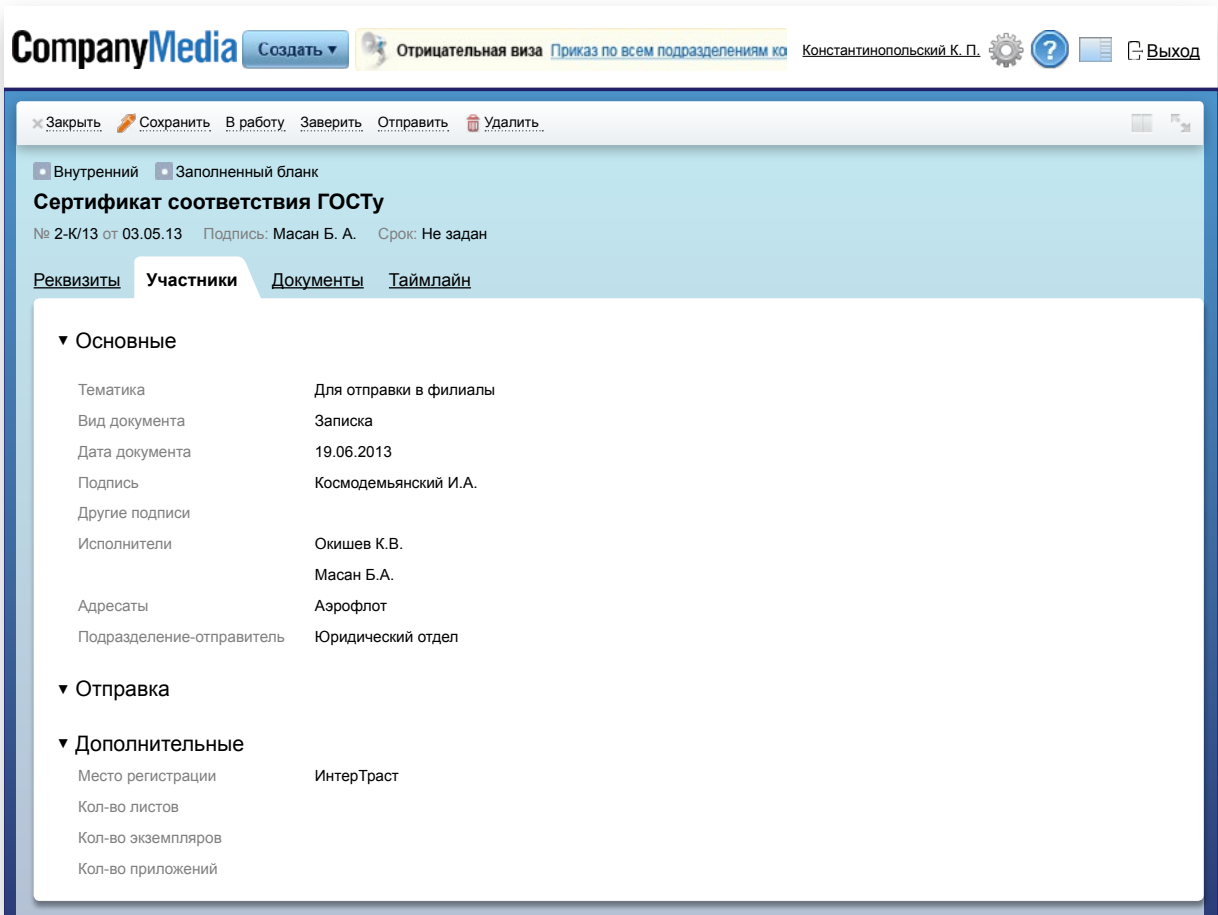 CompanyMedia Создать ▾ Отрицательная виза Приказ по всем подразделениям ко Константинопольский К. П. ? Выход
Закрыть Сохранить В работу Заверить Отправить Удалить
Внутренний Заполненный бланк
Сертификат соответствия ГОСТу
№ 2-К/13 от 03.05.13 Подпись: Масан Б. А. Срок: Не задан
Реквизиты Участники Документы Таймлайн
▼ Основные
Тематика Для отправки в филиалы
Вид документа Записка
Дата документа 19.06.2013
Подпись Космодемьянский И.А.
Другие подписи
Исполнители Окишев К.В.
Масан Б.А.
Адресаты Аэрофлот
Подразделение-отправитель Юридический отдел
▼ Отправка
▼ Дополнительные
Место регистрации ИнтерТраст
Кол-во листов
Кол-во экземпляров
Кол-во приложений